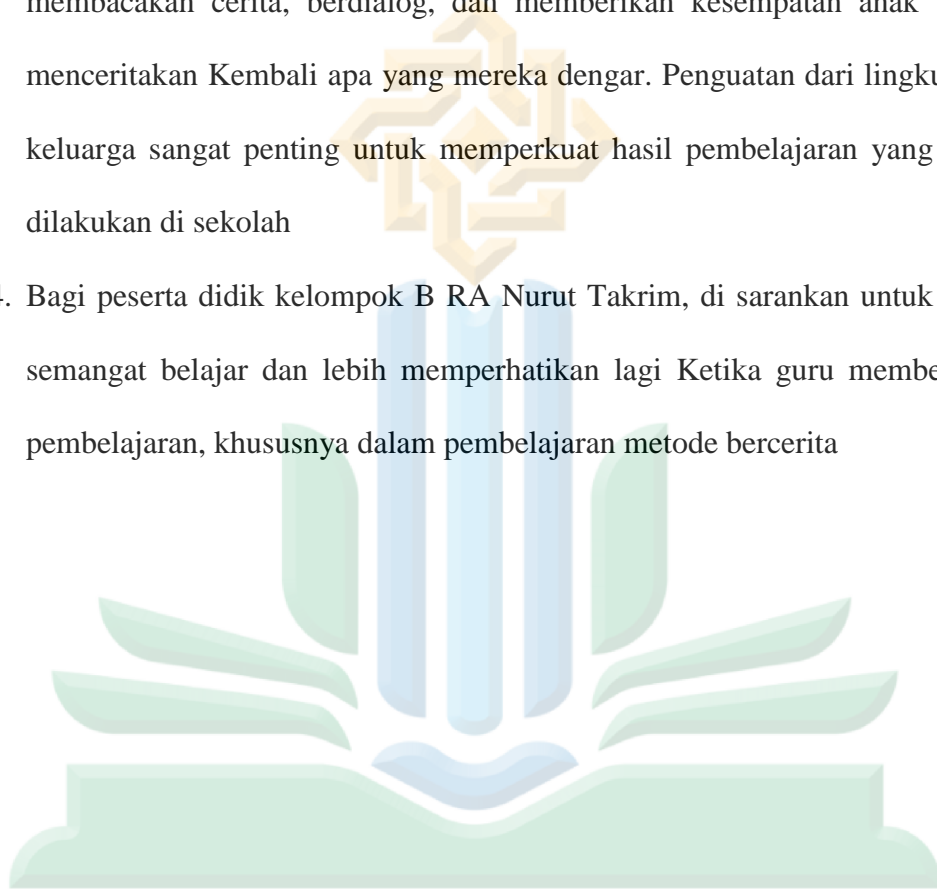 membacakan cerita, berdialog, dan memberikan kesempatan anak
menceritakan Kembali apa yang mereka dengar. Penguatan dari
keluarga sangat penting untuk memperkuat hasil pembelajaran yang
dilakukan di sekolah
4. Bagi peserta didik kelompok B RA Nurut Takrim, di sarankan untuk
semangat belajar dan lebih memperhatikan lagi Ketika guru
pembelajaran, khususnya dalam pembelajaran metode bercerita